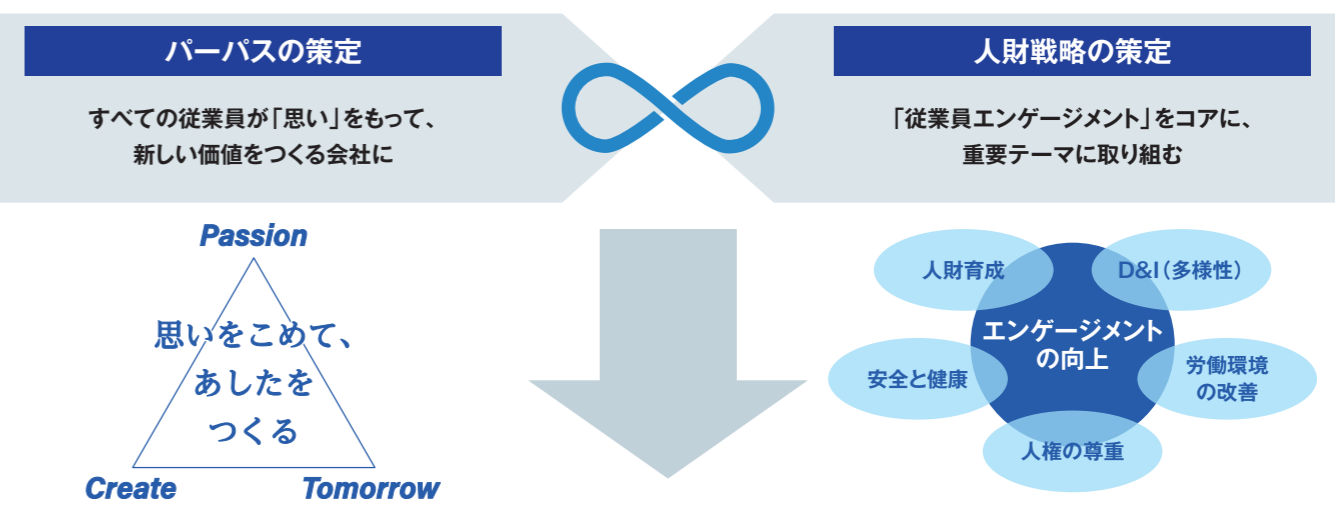 パーパスの策定
すべての従業員が「思い」をもって、
新しい価値をつくる会社に
人財戦略の策定
「従業員エンゲージメント」をコアに、
重要テーマに取り組む
Passion
思いをこめて、
あしたを
つくる
Create
Tomorrow
人財育成
D&I(多様性)
エンゲージメント
の向上
安全と健康
労働環境
の改善
人権の尊重